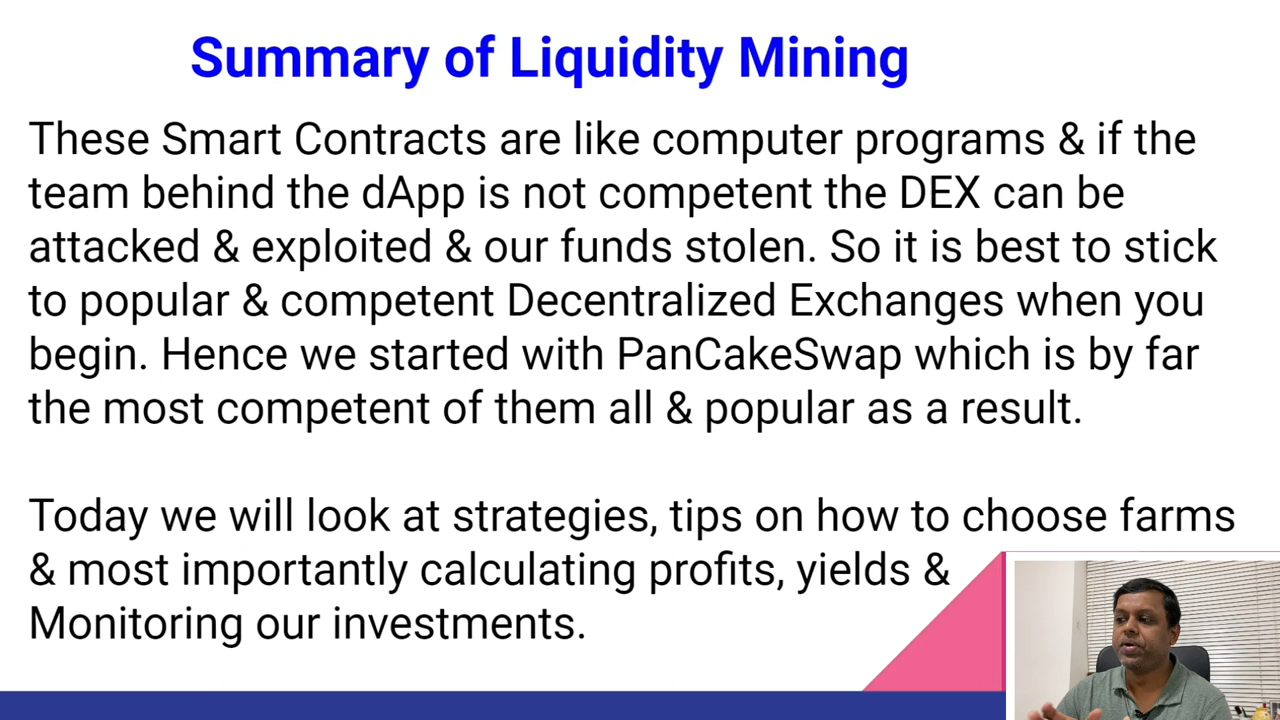 Summary of Liquidity Mining
These Smart Contracts are like computer programs & if the
team behind the dApp is not competent the DEX can be
attacked & exploited & our funds stolen. So it is best to stick
to popular & competent Decentralized Exchanges when you
begin. Hence we started with PanCakeSwap which is by far
the most competent of them all & popular as a result.
Today we will look at strategies, tips on how to choose farms
& most importantly calculating profits, yields &
Monitoring our investments.